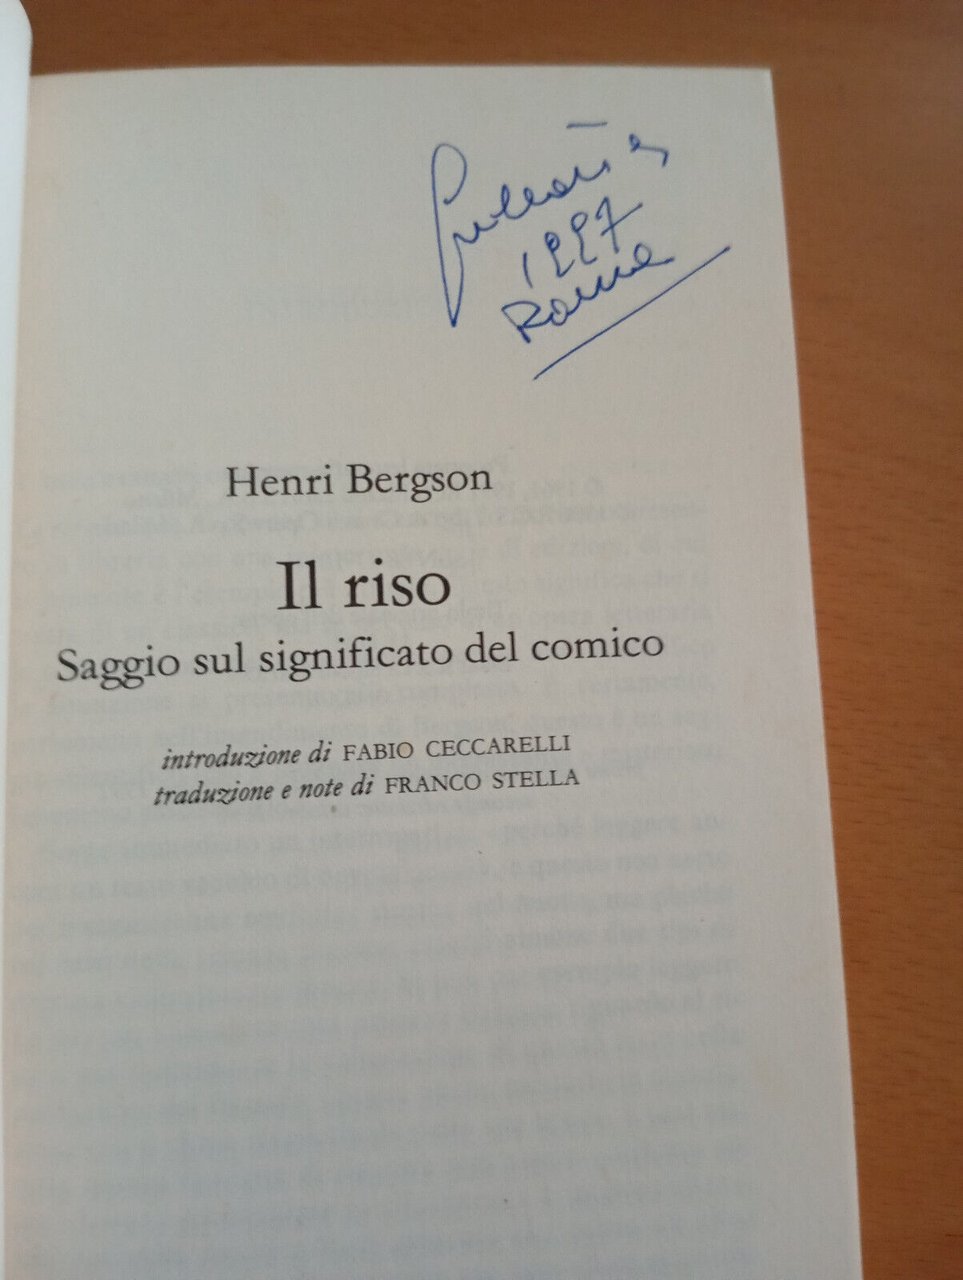 1997
Roma
Henri Bergson
Il riso
Saggio sul significato del comico
introduzione di FABIO CECCARELLI
traduzione e note di FRANCO STELLA